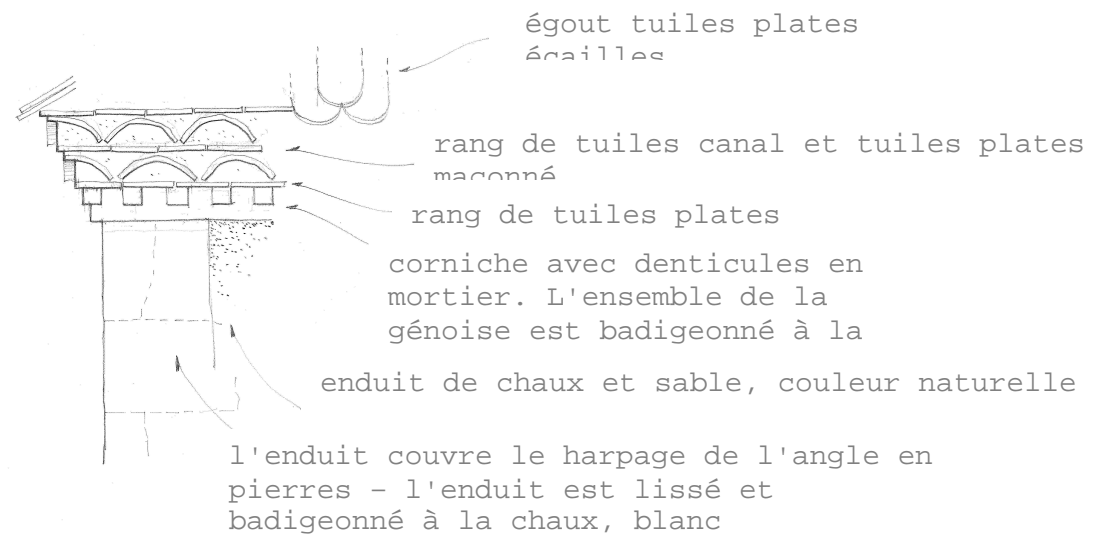 égout tuiles plates
écailles
rang de tuiles canal et tuiles plates
maçonné
rang de tuiles plates
corniche avec denticules en
mortier. L'ensemble de la
génoise est badigeonné à la
enduit de chaux et sable, couleur naturelle
l'enduit couvre le harpage de l'angle en
pierres – l'enduit est lissé et
badigeonné à la chaux, blanc